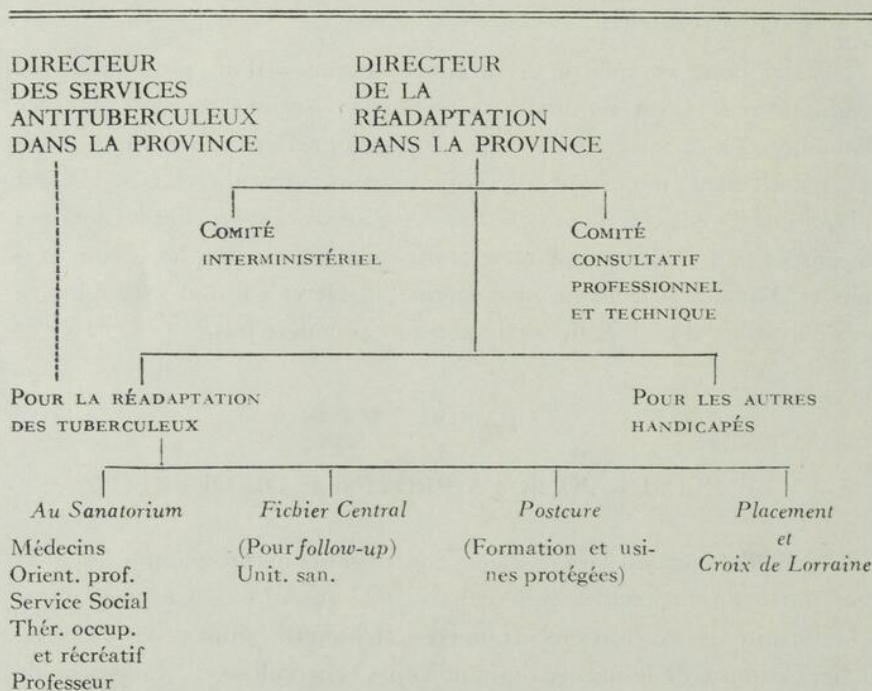 DIRECTEUR
DES SERVICES
ANTITUBERCULEUX
DANS LA PROVINCE
DIRECTEUR
DE LA
RÉADAPTATION
DANS LA PROVINCE
COMITÉ
INTERMINISTÉRIEL
COMITÉ
CONSULTATIF
PROFESSIONNEL
ET TECHNIQUE
POUR LA RÉADAPTATION
DES TUBERCULEUX
POUR LES AUTRES
HANDICAPÉS
Au Sanatorium
Médecins
Orient. prof.
Service Social
Thér. occup.
et récréatif
Professeur
Fichier Central
(Pour follow-up)
Unit. san.
Postcure
(Formation et usi-
nes protégées)
Placement
et
Croix de Lorraine